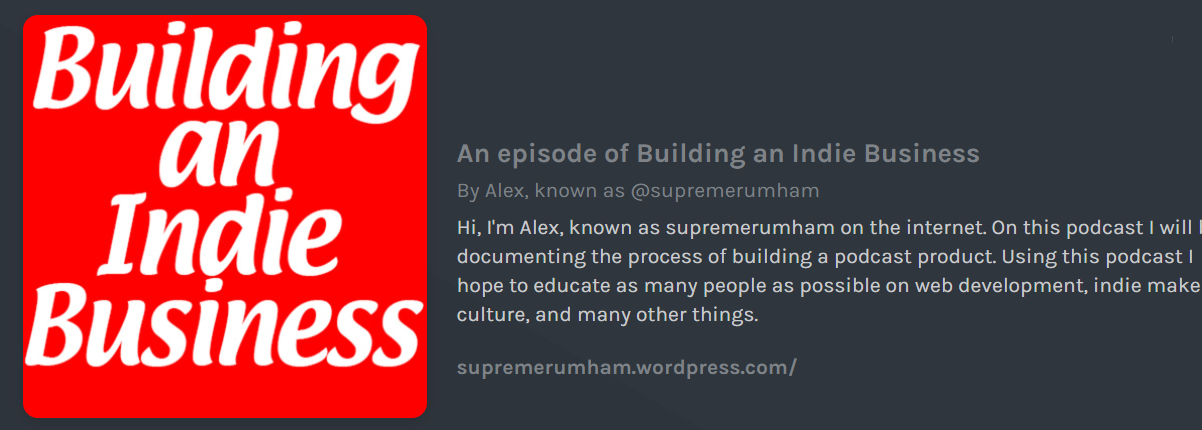 Building
an
Indie
Business
An episode of Building an Indie Business
By Alex, known as @supremerumham
Hi, I'm Alex, known as supremerumham on the internet. On this podcast I will
documenting the process of building a podcast product. Using this podcast I
hope to educate as many people as possible on web development, indie make
culture, and many other things.
supremerumham.wordpress.com/